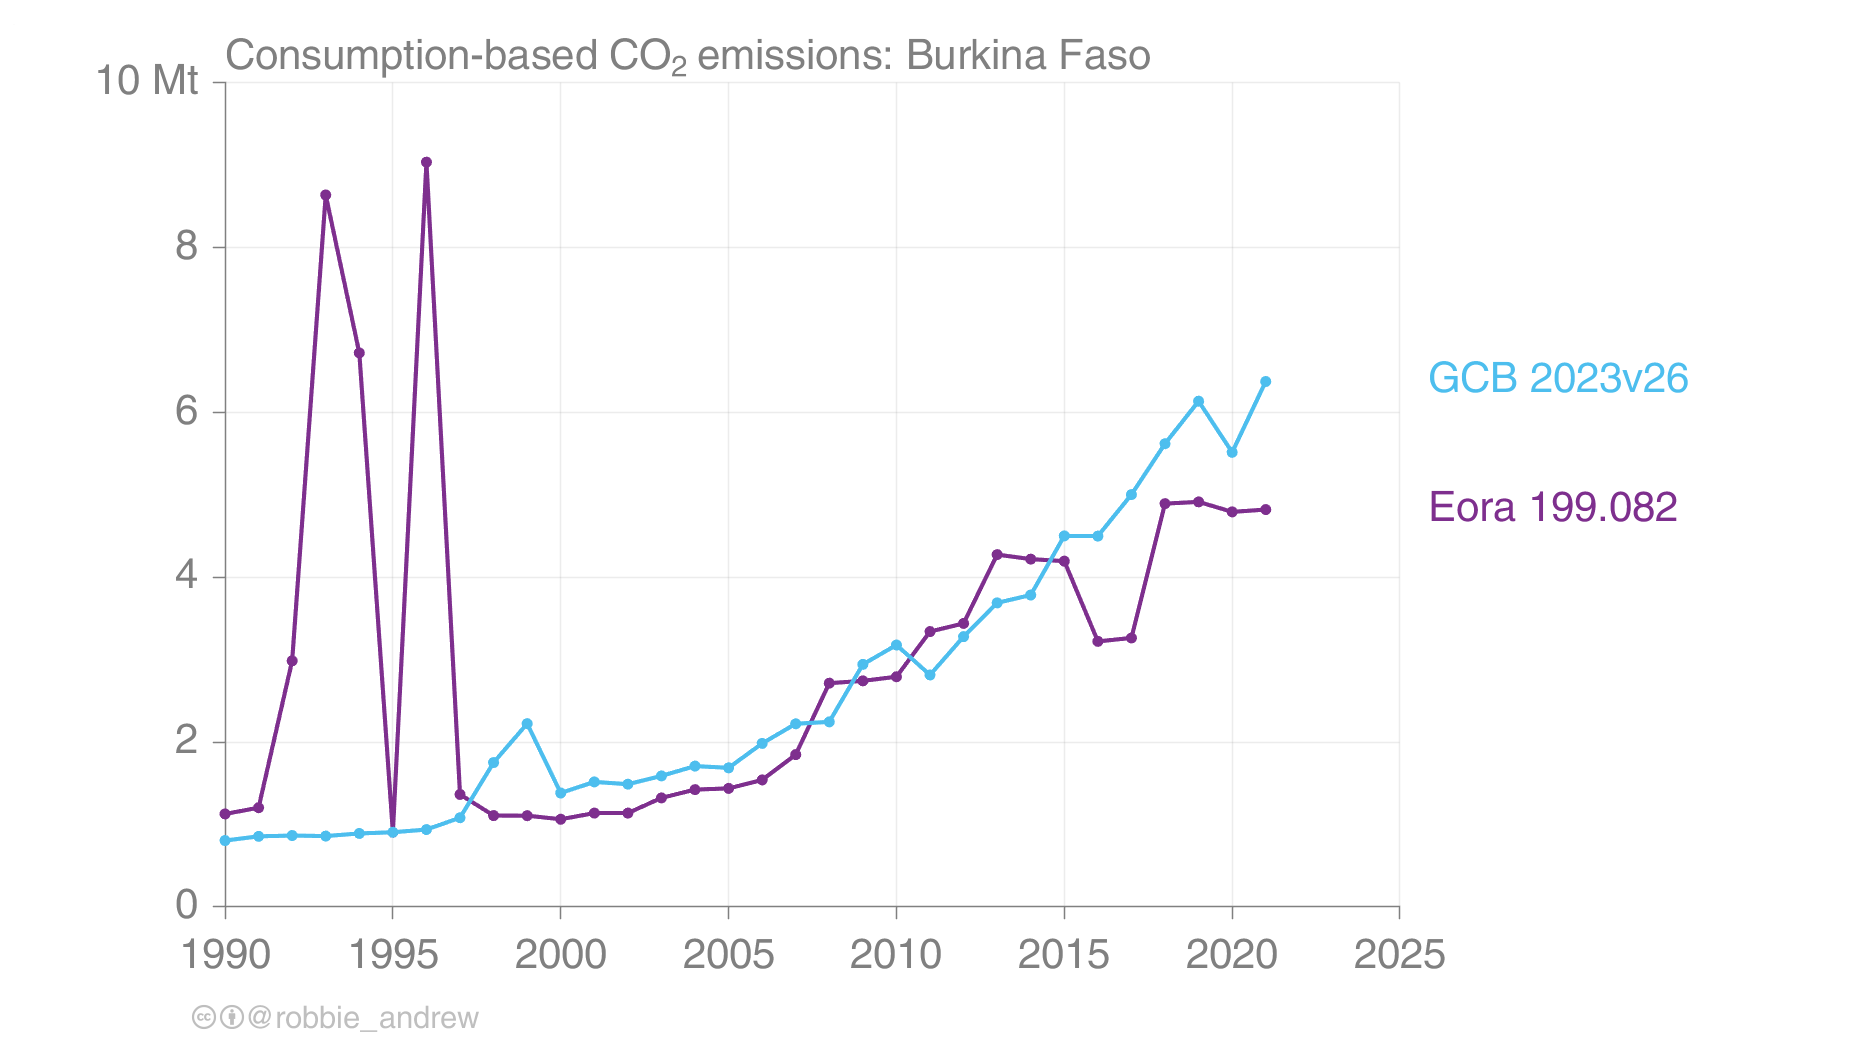 Consumption-based CO₂ emissions: Burkina Faso
10 Mt
8
6
4
2
0
1990 1995 2000 2005 2010 2015 2020 2025
GCB 2023v26
Eora 199.082
cc @robbie_andrew